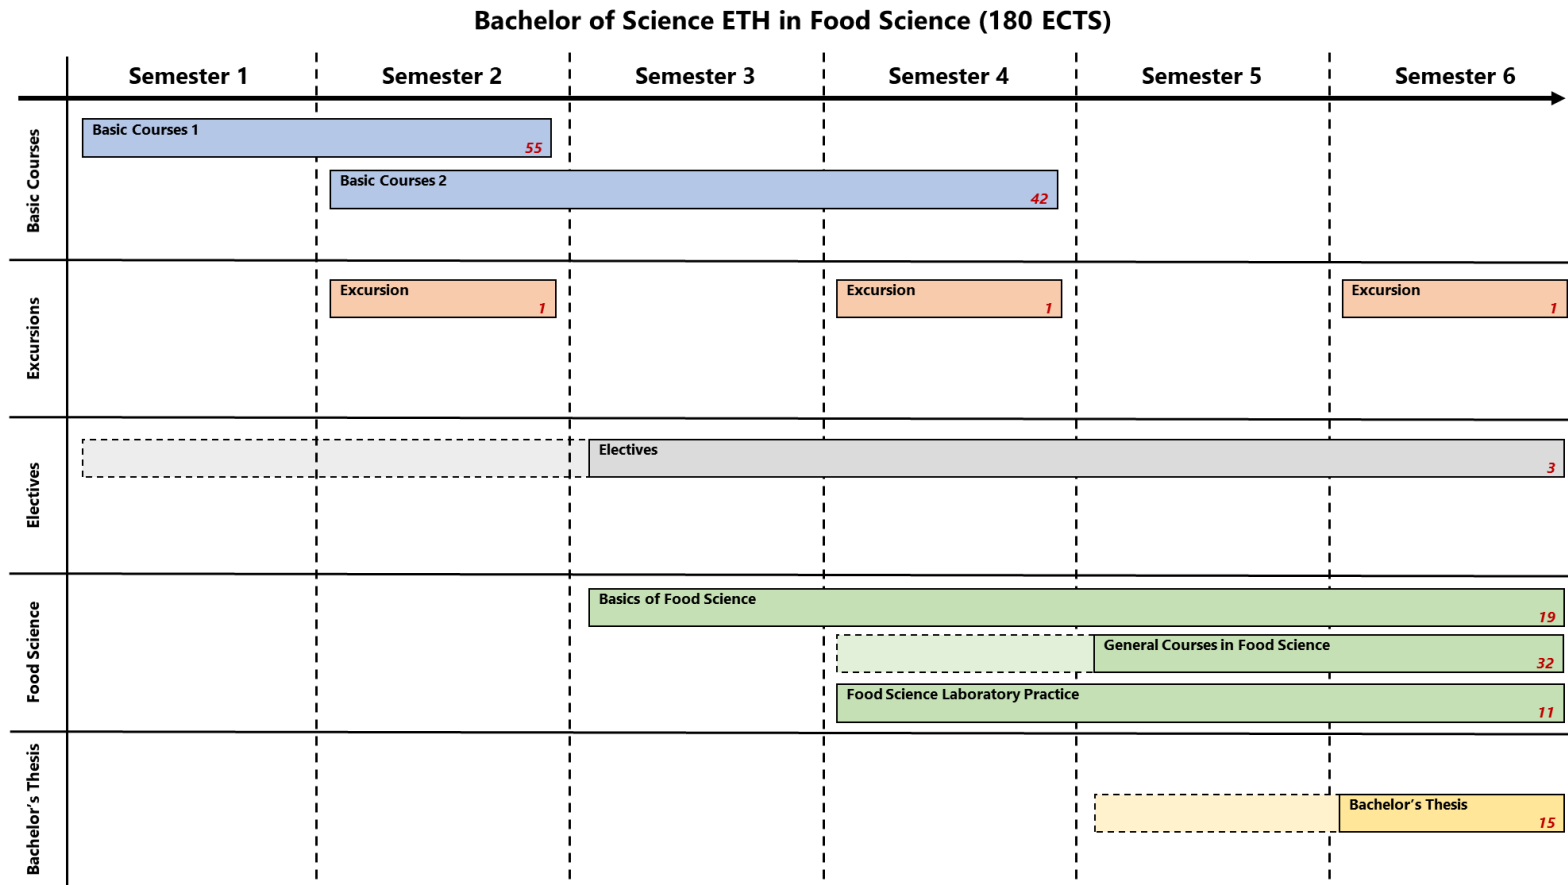 Bachelor of Science ETH in Food Science (180 ECTS)
Semester 1
Semester 2
Semester 3
Semester 4
Semester 5
Semester 6
Basic Courses
Basic Courses 1
55
Basic Courses 2
42
Excursions
Excursion
1
Excursion
1
Excursion
1
Electives
Electives
3
Food Science
Basics of Food Science
19
General Courses in Food Science
32
Food Science Laboratory Practice
11
Bachelor’s Thesis
Bachelor’s Thesis
15